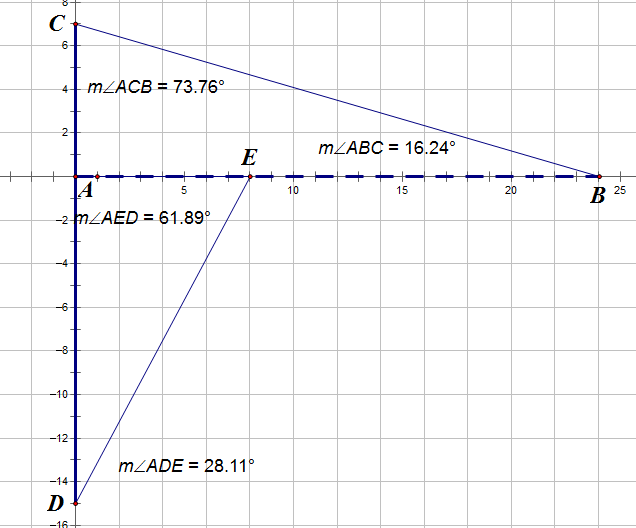 8
C
6
m∠ACB = 73.76°
4
2
m∠ABC = 16.24°
E
A
5
10
15
20
B
25
m∠AED = 61.89°
−2
−4
−6
−8
−10
−12
m∠ADE = 28.11°
−14
D
−16